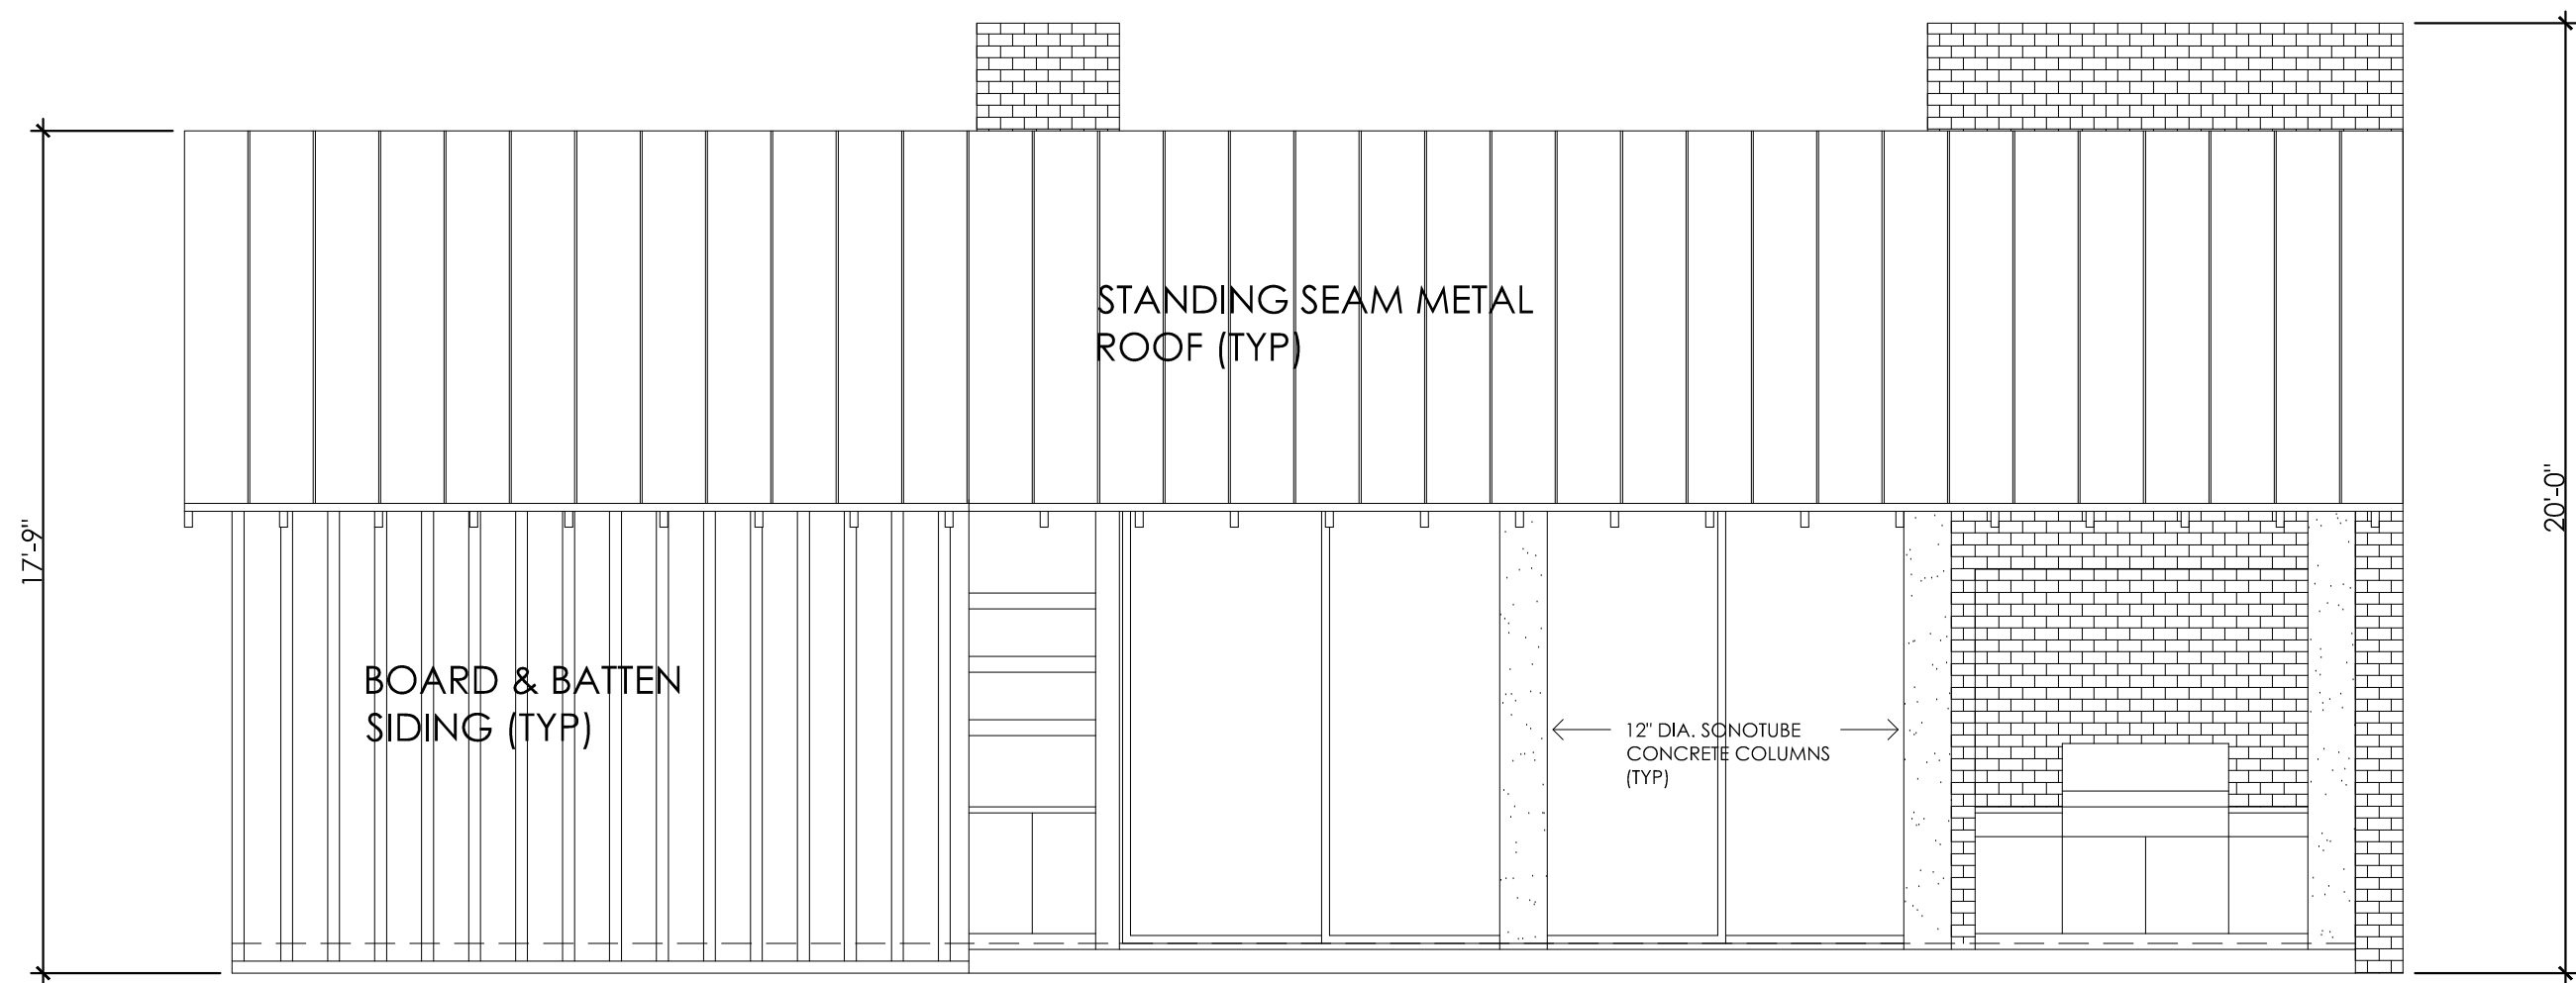 STANDING SEAM METAL
ROOF (TYP)
17'-9"
20'-0"
BOARD & BATTEN
SIDING (TYP)
12" DIA. SONOTUBE
CONCRETE COLUMNS
(TYP)